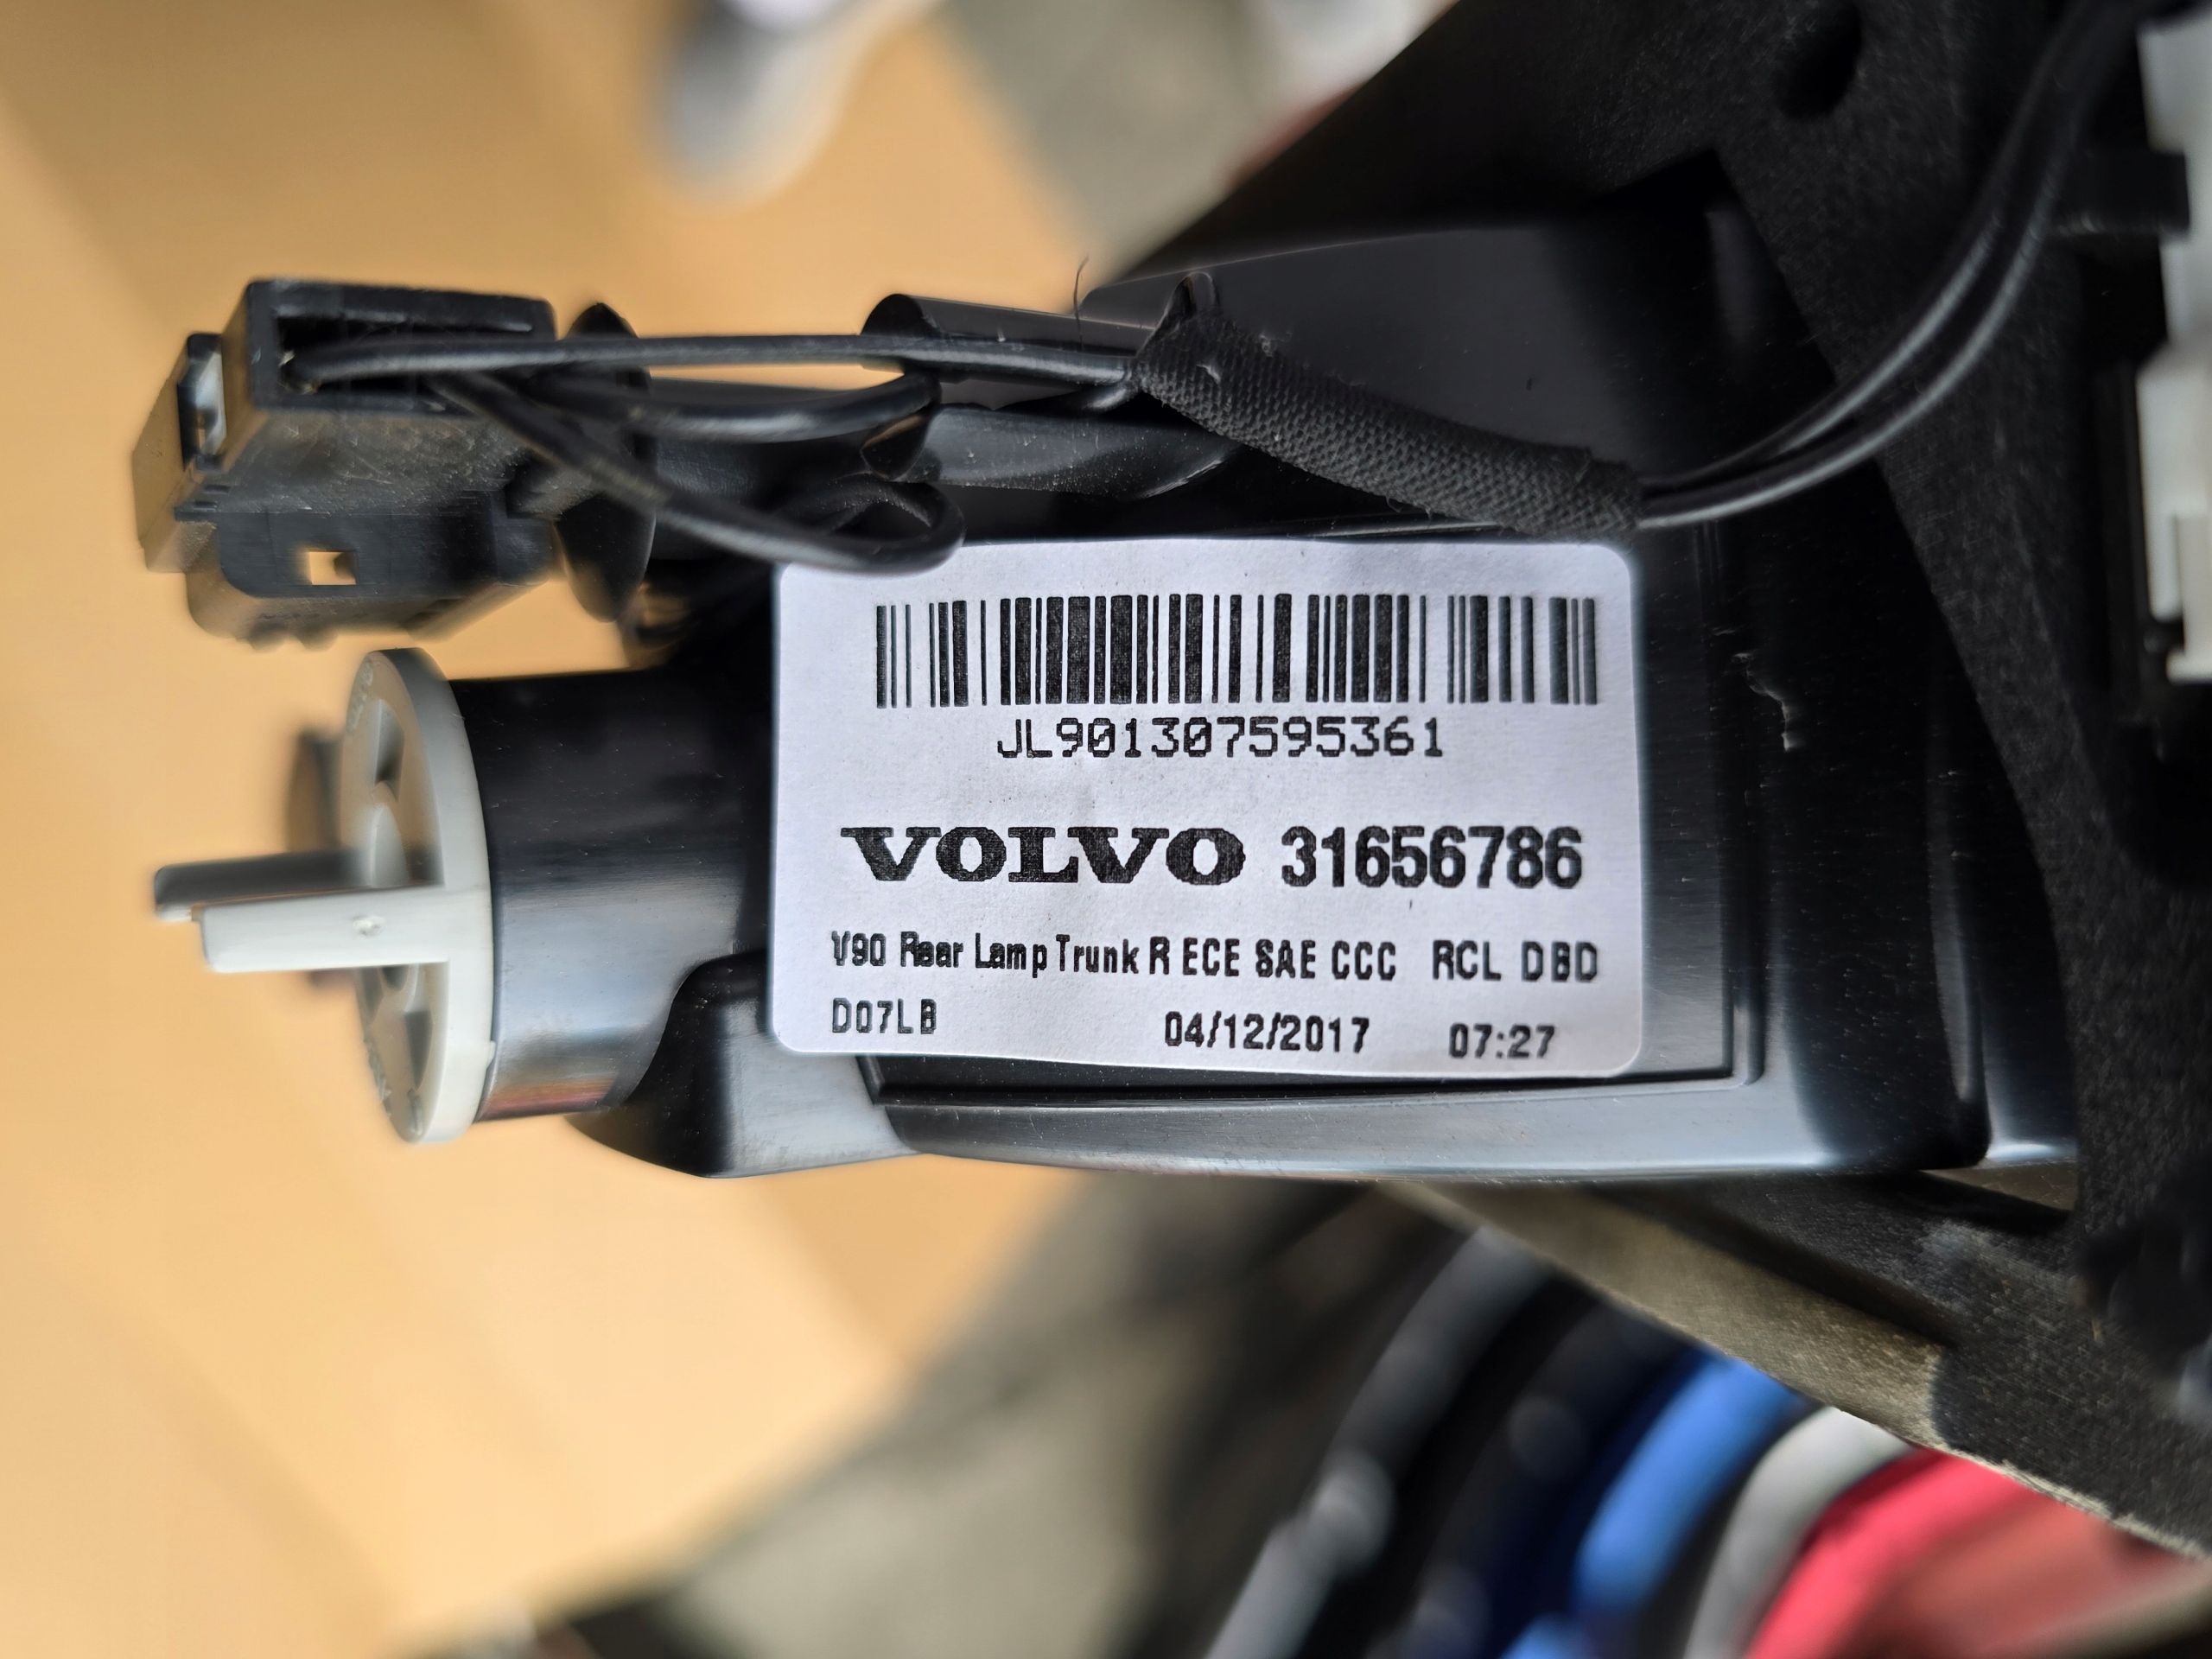 JL901307595361
VOLVO 31656786
V90 Rear Lamp Trunk R ECE SAE CCC RCL DBD
D07LB 04/12/2017 07:27